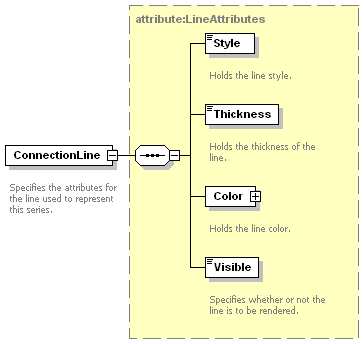 attribute:LineAttributes
Style
Holds the line style.
Thickness
Holds the thickness of the
line.
ConnectionLine
Specifies the attributes for
the line used to represent
this series.
Color
Holds the line color.
Visible
Specifies whether or not the
line is to be rendered.